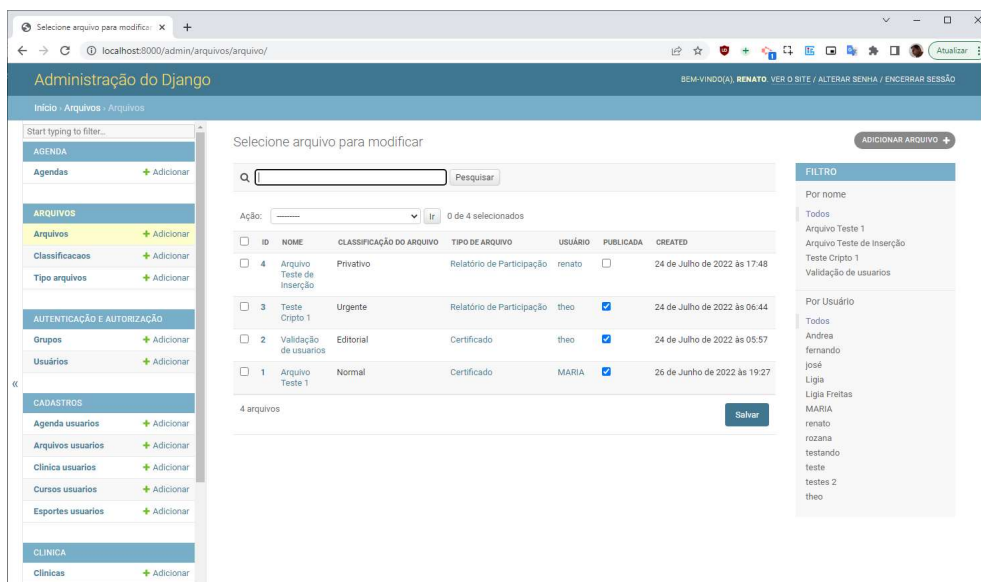 Selecione arquivo para modificar
localhost:8000/admin/arquivos/arquivo/
Atualizar
Administração do Django
BEM-VINDO(A), RENATO. VER O SITE / ALTERAR SENHA / ENCERRAR SESSÃO
Início › Arquivos › Arquivos
Start typing to filter...
AGENDA
Agendas + Adicionar
ARQUIVOS
Arquivos + Adicionar
Classificacaos + Adicionar
Tipo arquivos + Adicionar
AUTENTICAÇÃO E AUTORIZAÇÃO
Grupos + Adicionar
Usuários + Adicionar
«
CADASTROS
Agenda usuarios + Adicionar
Arquivos usuarios + Adicionar
Clinica usuarios + Adicionar
Cursos usuarios + Adicionar
Esportes usuarios + Adicionar
CLINICA
Clinicas + Adicionar
Selecione arquivo para modificar
ADICIONAR ARQUIVO +
Pesquisar
Ação: --------- Ir 0 de 4 selecionados
ID NOME CLASSIFICAÇÃO DO ARQUIVO TIPO DE ARQUIVO USUÁRIO PUBLICADA CREATED
4 Arquivo Privativo Relatório de Participação renato 24 de Julho de 2022 às 17:48
Teste de
Inserção
3 Teste Urgente Relatório de Participação theo 24 de Julho de 2022 às 06:44
Cripto 1
2 Validação Editorial Certificado theo 24 de Julho de 2022 às 05:57
de usuarios
1 Arquivo Normal Certificado MARIA 26 de Junho de 2022 às 19:27
Teste 1
4 arquivos
Salvar
FILTRO
Por nome
Todos
Arquivo Teste 1
Arquivo Teste de Inserção
Teste Cripto 1
Validação de usuarios
Por Usuário
Todos
Andrea
fernando
josé
Ligia
Ligia Freitas
MARIA
renato
rozana
testando
teste
testes 2
theo